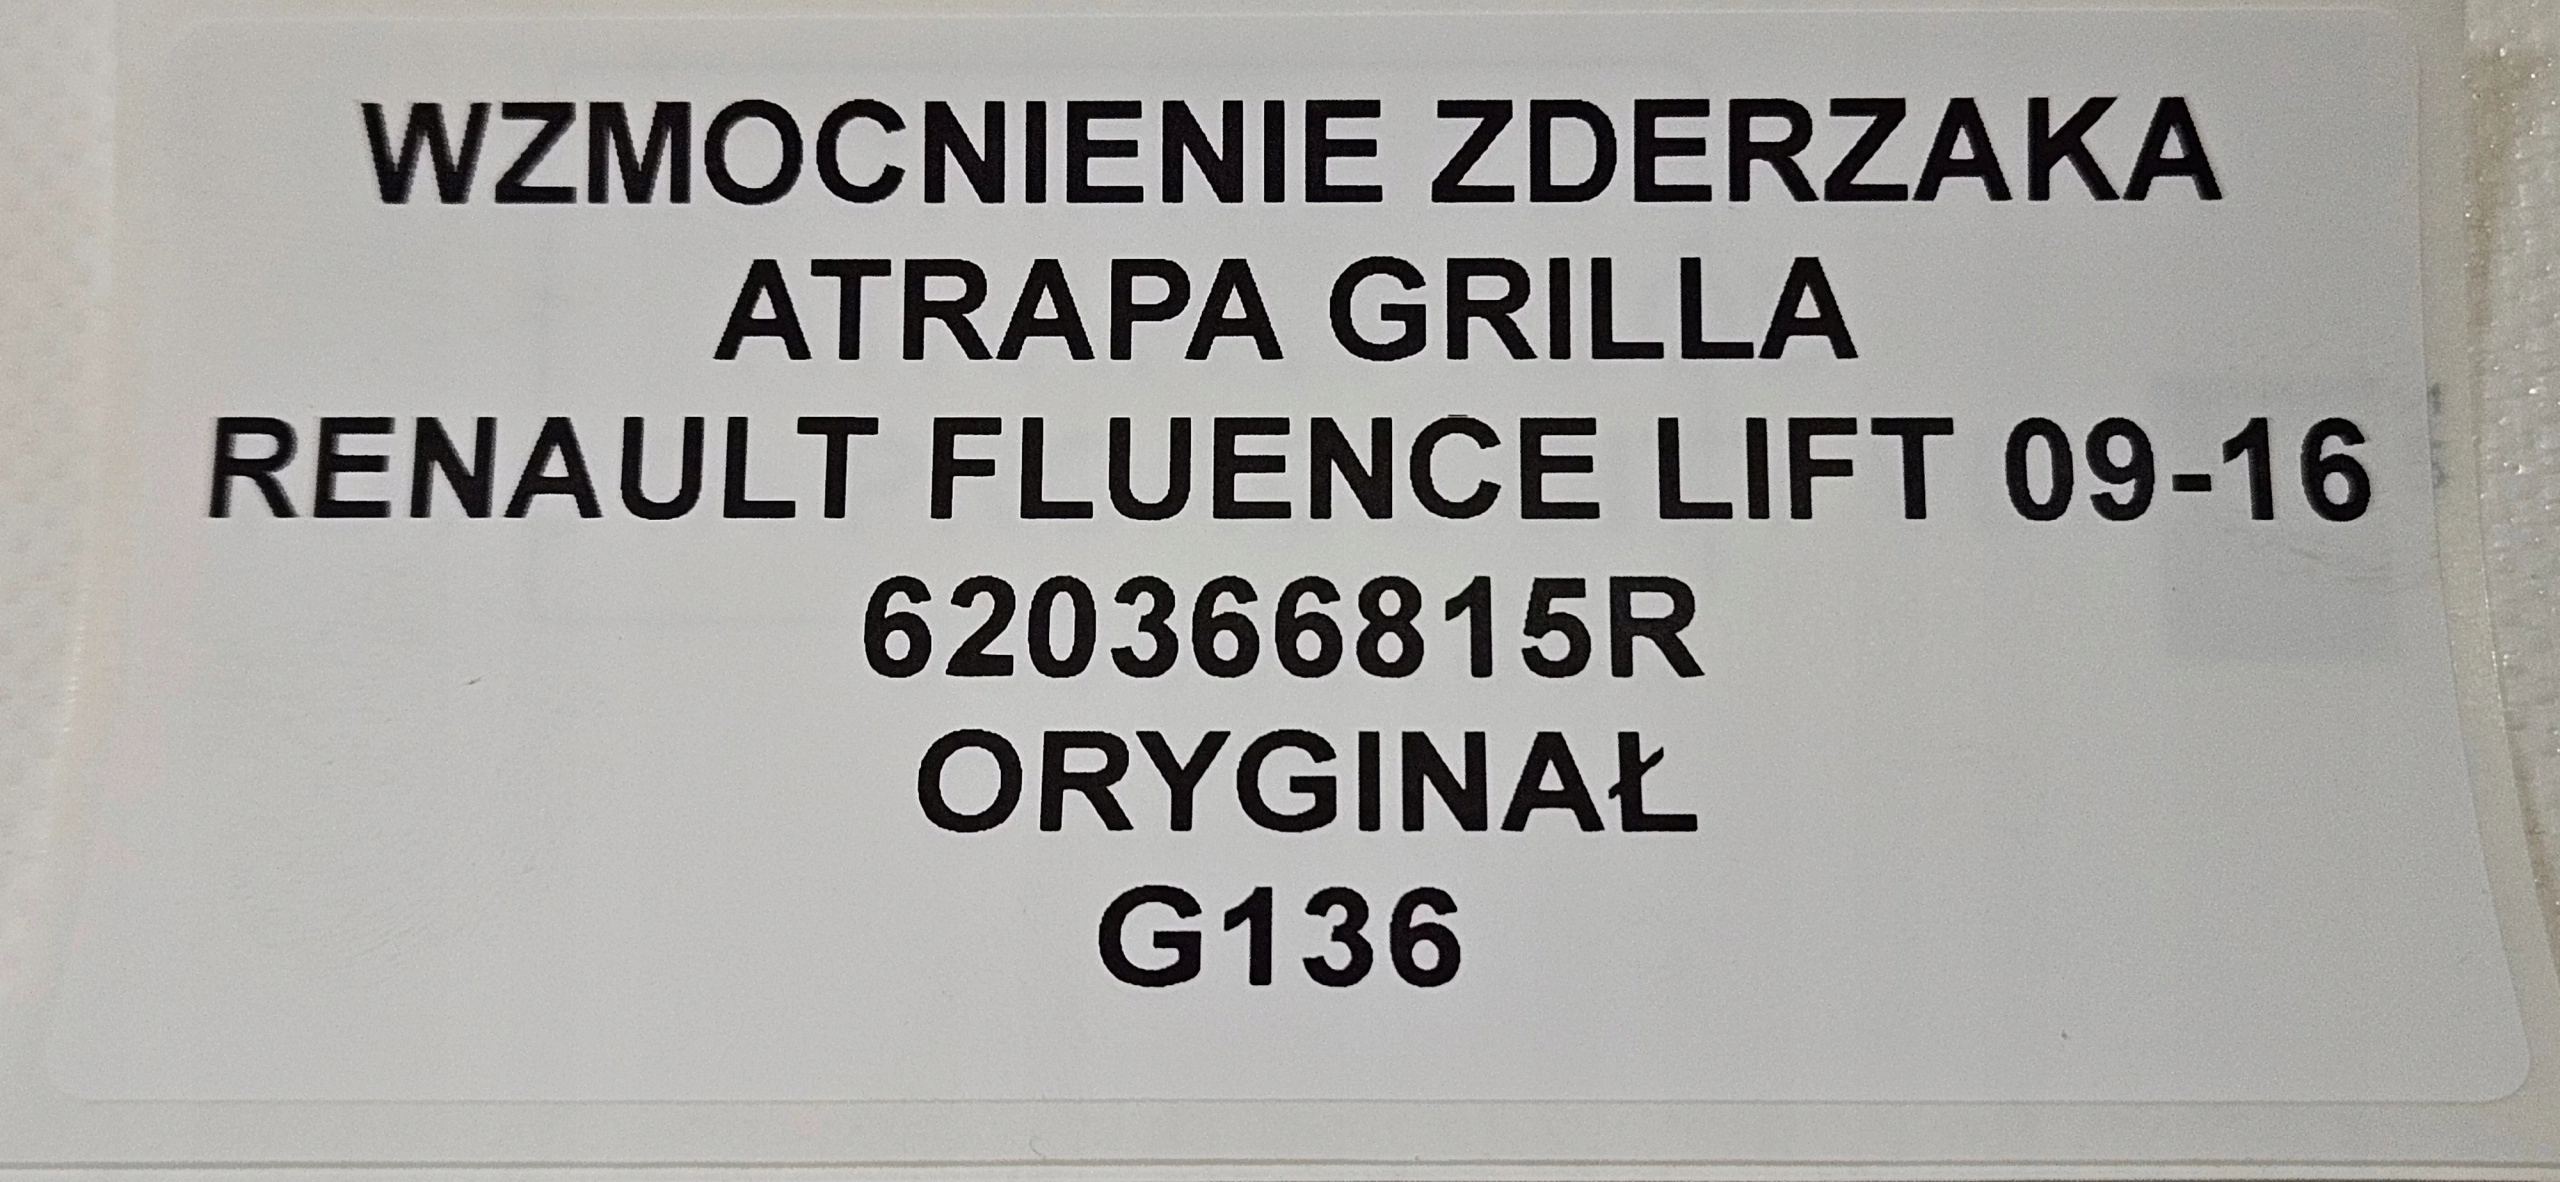 WZMOCNIENIE ZDERZAKA
ATRAPA GRILLA
RENAULT FLUENCE LIFT 09-16
620366815R
ORYGINAŁ
G136